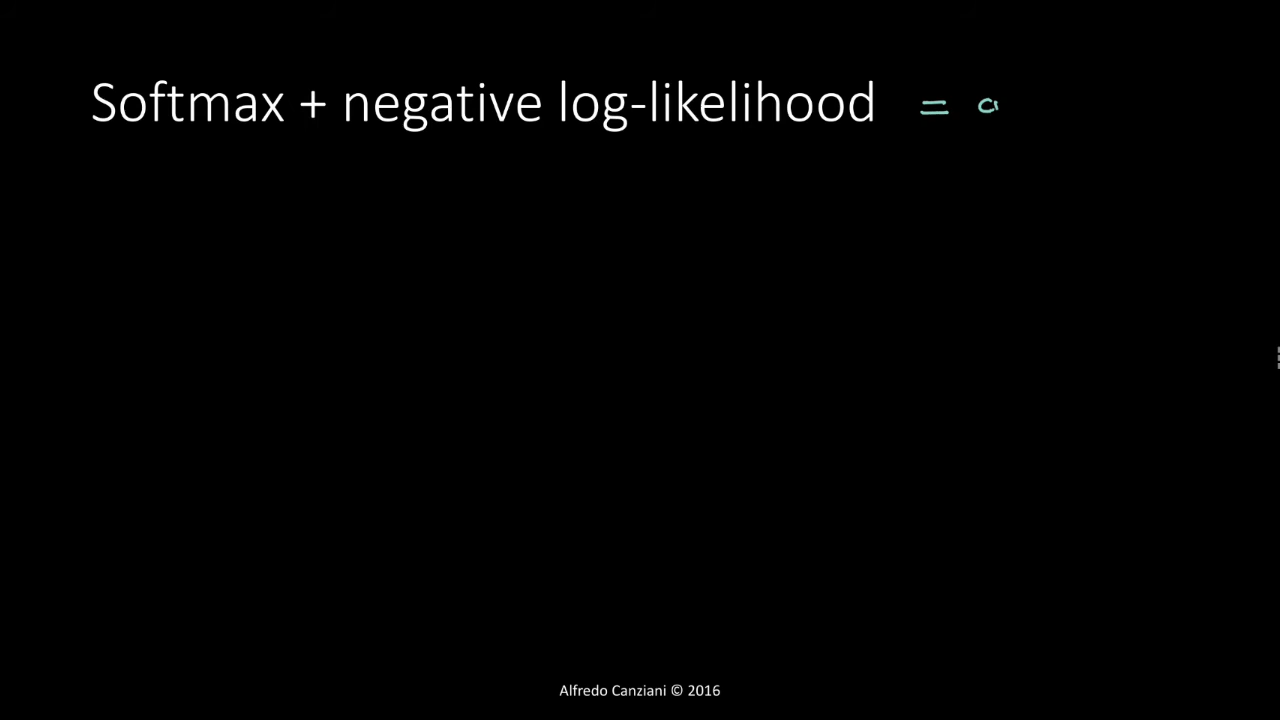 Softmax + negative log-likelihood =
Alfredo Canziani © 2016